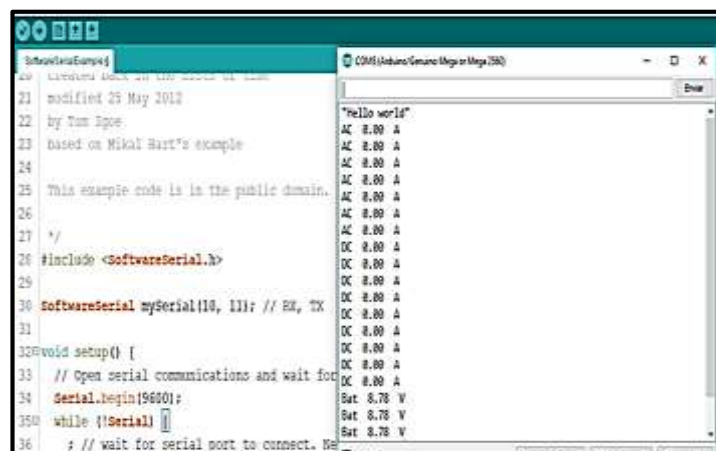 SoftwareSerialExample §
20 created back in the mists of time
21 modified 25 May 2012
22 by Tom Igoe
23 based on Mikal Hart's example
24
25 This example code is in the public domain.
26
27 */
28 #include <SoftwareSerial.h>
29
30 SoftwareSerial mySerial(10, 11); // RX, TX
31
32 void setup() {
33 // Open serial communications and wait for
34 Serial.begin(9600);
35 while (!Serial) {
36 ; // wait for serial port to connect. Ne
(Arduino/Genuino Mega or Mega 2560)
Enviar
"Hello world"
AC 0.00 A
AC 0.00 A
AC 0.00 A
AC 0.00 A
AC 0.00 A
AC 0.00 A
AC 0.00 A
DC 0.00 A
DC 0.00 A
DC 0.00 A
DC 0.00 A
DC 0.00 A
DC 0.00 A
DC 0.00 A
DC 0.00 A
DC 0.00 A
Bat 8.78 V
Bat 8.78 V
Bat 8.78 V